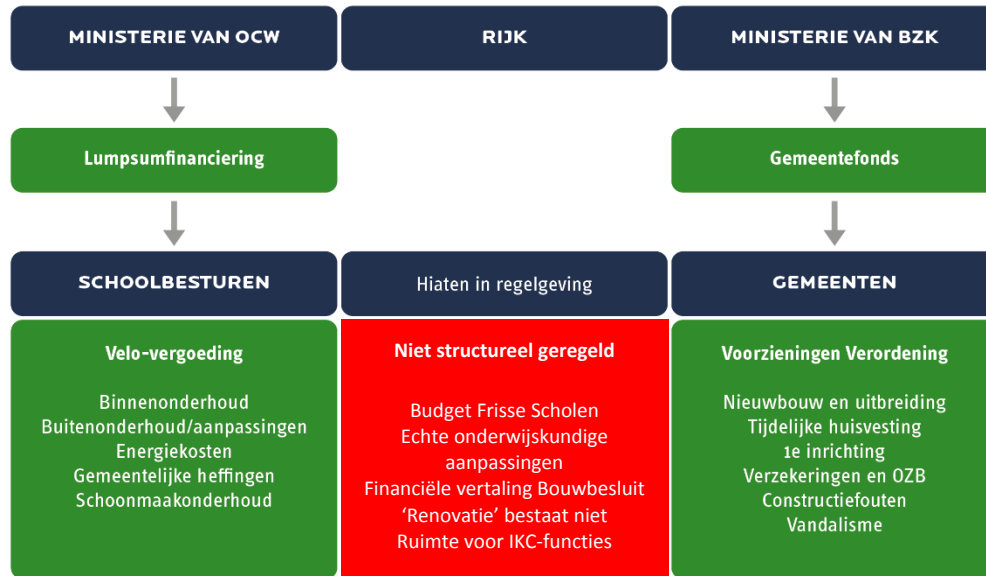 MINISTERIE VAN OCW
RIJK
MINISTERIE VAN BZK
Lumpsumfinanciering
Gemeentefonds
SCHOOLBESTUREN
Hiaten in regelgeving
GEMEENTEN
Velo-vergoeding
Binnenonderhoud
Buitenonderhoud/aanpassingen
Energiekosten
Gemeentelijke heffingen
Schoonmaakonderhoud
Niet structureel geregeld
Budget Frisse Scholen
Echte onderwijskundige
aanpassingen
Financiële vertaling Bouwbesluit
‘Renovatie’ bestaat niet
Ruimte voor IKC-functies
Voorzieningen Verordening
Nieuwbouw en uitbreiding
Tijdelijke huisvesting
1e inrichting
Verzekeringen en OZB
Constructiefouten
Vandalisme